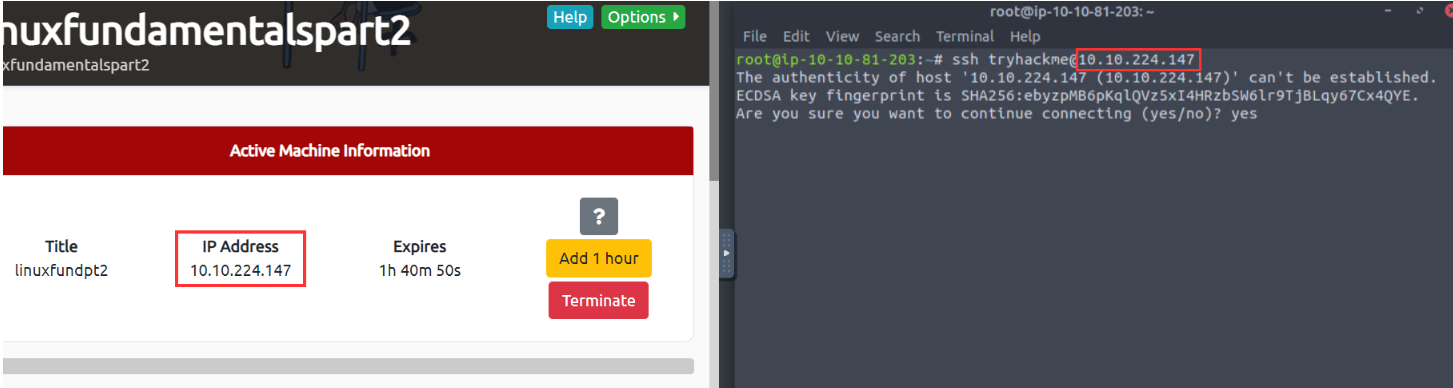 nuxfundamentalspart2
Help
Options
xfundamentalspart2
Active Machine Information
Title
IP Address
Expires
linuxfundpt2
10.10.224.147
1h 40m 50s
?
Add 1 hour
Terminate
root@ip-10-10-81-203: ~
File Edit View Search Terminal Help
root@ip-10-10-81-203:~# ssh tryhackme@10.10.224.147
The authenticity of host '10.10.224.147 (10.10.224.147)' can't be established.
ECDSA key fingerprint is SHA256:ebyzpMB6pKqlQVz5xI4HRzbSW6lr9TjBLqy67Cx4QYE.
Are you sure you want to continue connecting (yes/no)? yes